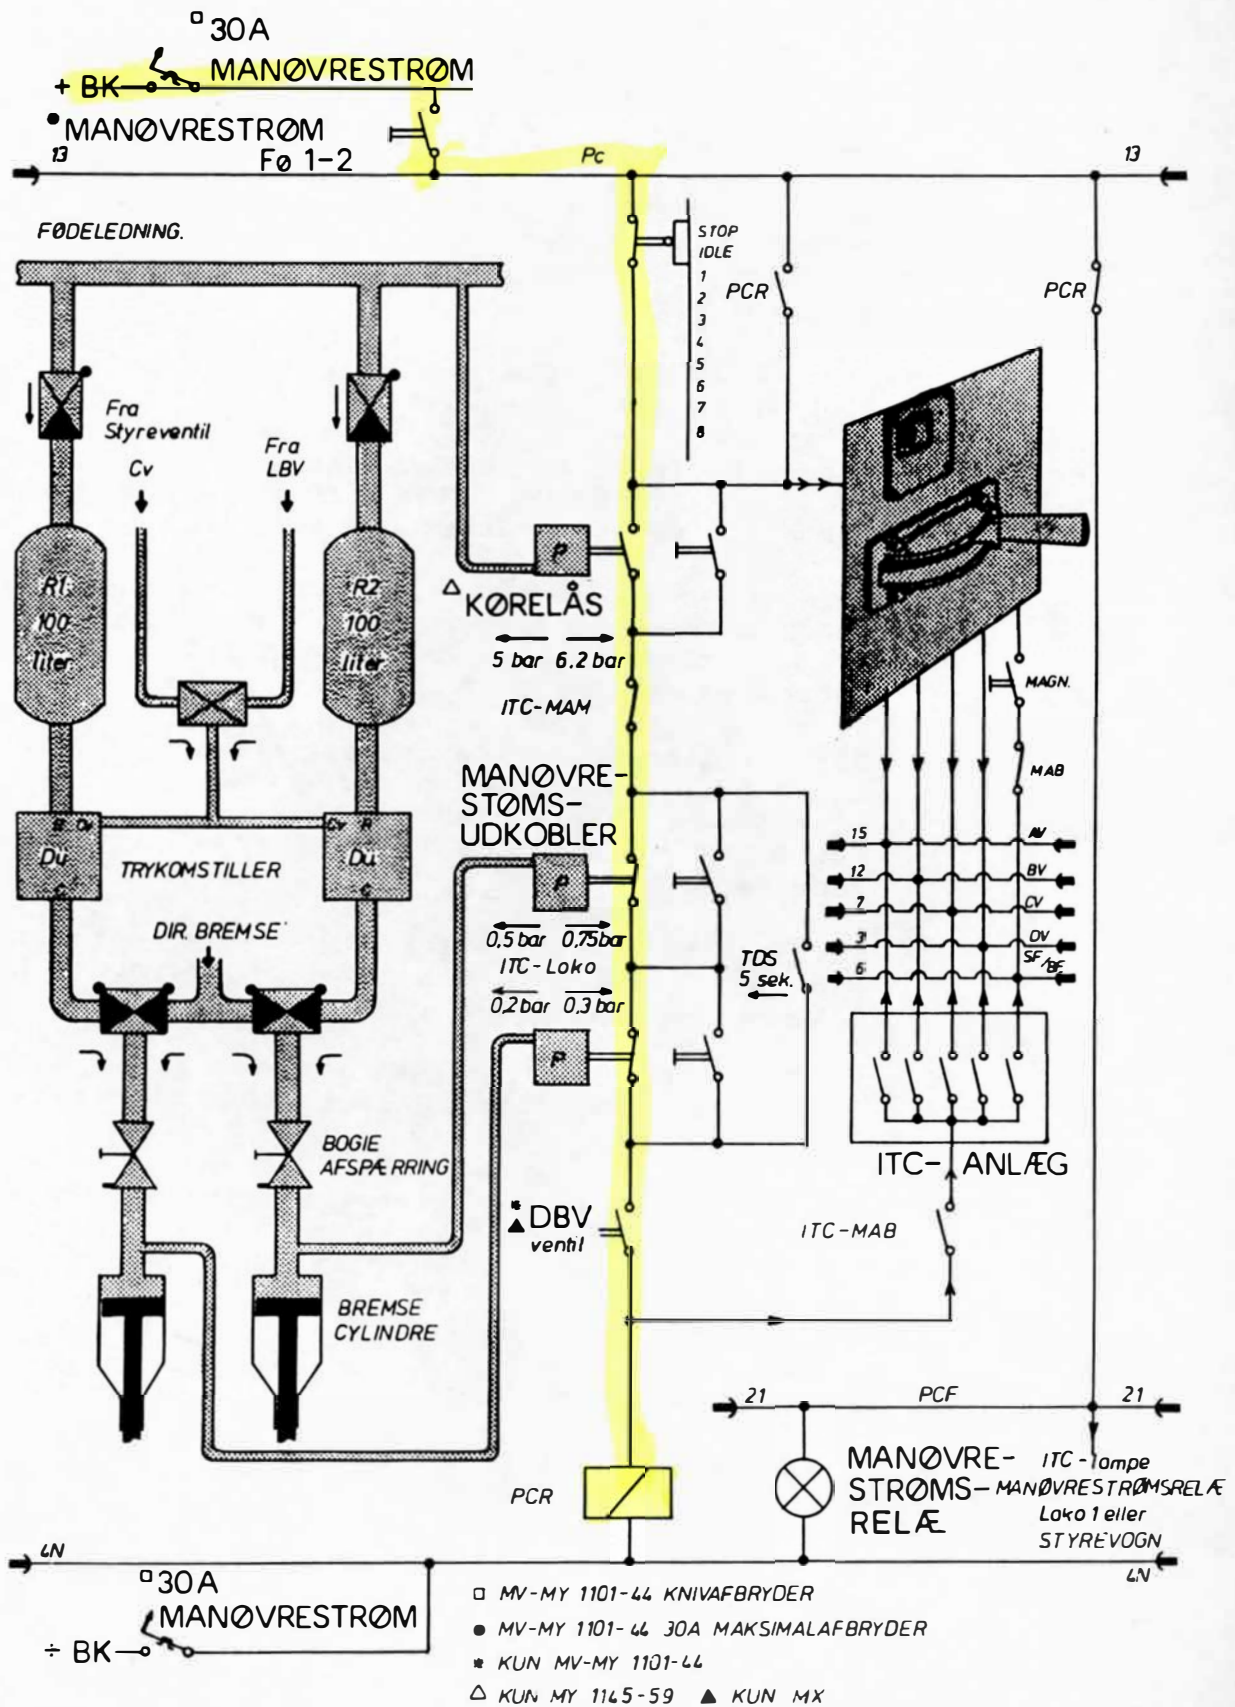 □ 30A
MANØVRESTRØM
+ BK
● MANØVRESTRØM
Fø 1-2
13
Pc
13
FØDELEDNING.
STOP
IDLE
1
2
3
4
5
6
7
8
PCR
PCR
Fra
Styreventil
Cv
Fra
LBV
R1
100
liter
R2
100
liter
P
△ KØRELÅS
5 bar 6.2 bar
ITC-MAM
MAGN.
MAB
MANØVRE-
STØMS-
UDKOBLER
P
Cv R
Dü
C
TRYKOMSTILLER
DIR. BREMSE
0,5 bar 0,75 bar
ITC-Loko
0,2 bar 0,3 bar
P
TDS
5 sek.
15 AV
12 BV
7 CV
3 DV
6 SF/BF
ITC- ANLÆG
BOGIE
AFSPÆRRING
* ▲ DBV
ventil
ITC-MAB
BREMSE
CYLINDRE
21 PCF 21
PCR
MANØVRE-
STRØMS-
RELÆ
ITC-lampe
MANØVRESTRØMSRELÆ
Loko 1 eller
STYREVOGN
4N
4N
□ 30A
MANØVRESTRØM
÷ BK
□ MV-MY 1101-44 KNIVAFBRYDER
● MV-MY 1101-44 30A MAKSIMALAFBRYDER
* KUN MV-MY 1101-44
△ KUN MY 1145-59 ▲ KUN MX